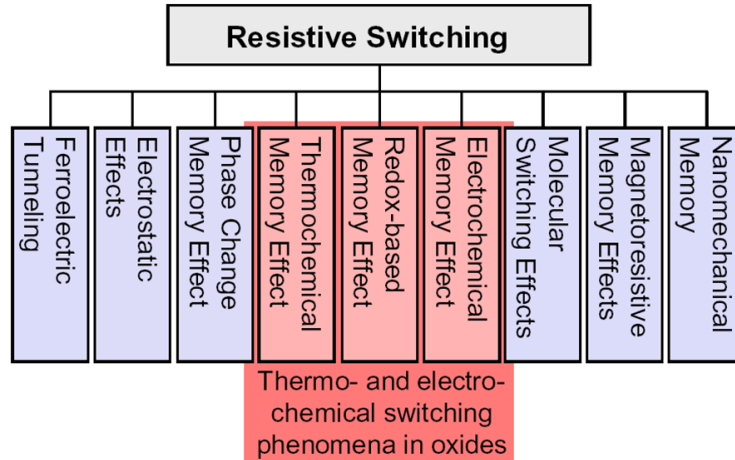 Resistive Switching
Ferroelectric
Tunneling
Electrostatic
Effects
Phase Change
Memory Effect
Thermochemical
Memory Effect
Redox-based
Memory Effect
Electrochemical
Memory Effect
Molecular
Switching Effects
Magnetoresistive
Memory Effects
Nanomechanical
Memory
Thermo- and electro-
chemical switching
phenomena in oxides